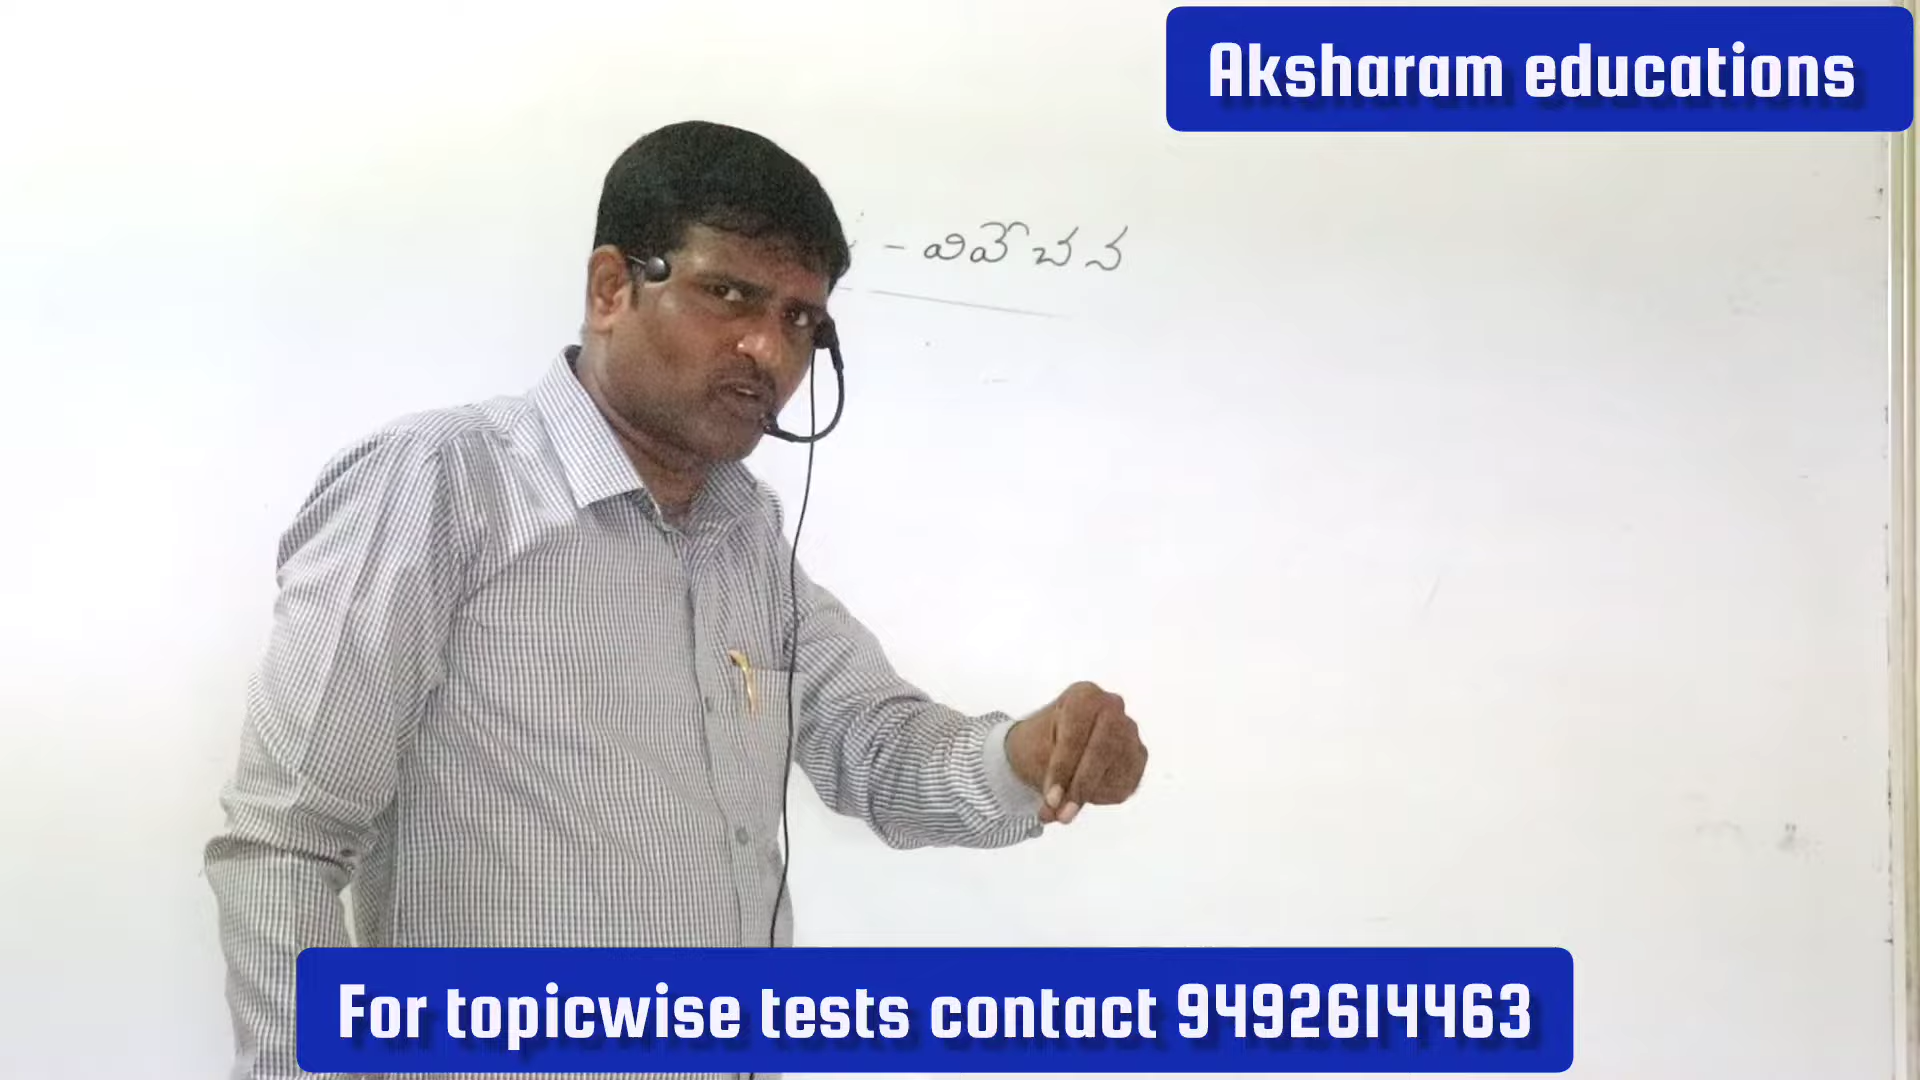 Aksharam educations
- వివేచన
For topicwise tests contact 9492614463